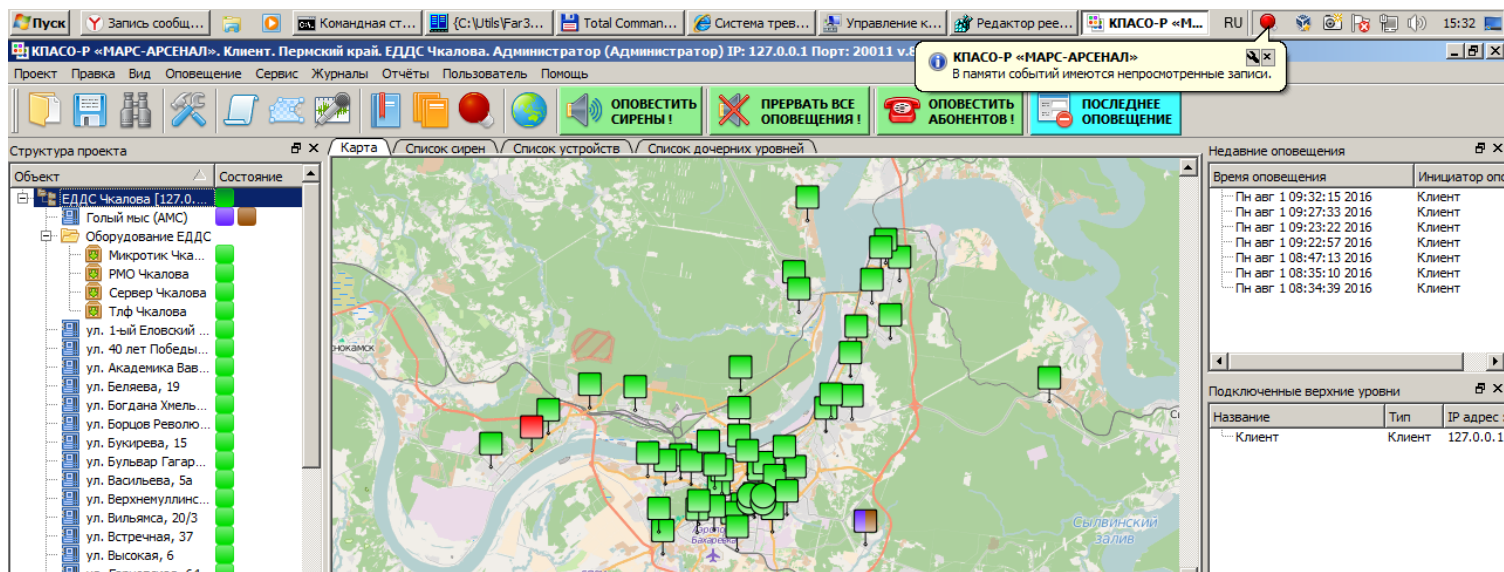 Пуск
Запись сообщ...
Командная ст...
{C:\Utils\Far3...
Total Comman...
Система трев...
Управление к...
Редактор рее...
КПАСО-Р «М...
RU
15:32
КПАСО-Р «МАРС-АРСЕНАЛ». Клиент. Пермский край. ЕДДС Чкалова. Администратор (Администратор) IP: 127.0.0.1 Порт: 20011 v.8
КПАСО-Р «МАРС-АРСЕНАЛ»
В памяти событий имеются непросмотренные записи.
Проект Правка Вид Оповещение Сервис Журналы Отчёты Пользователь Помощь
ОПОВЕСТИТЬ СИРЕНЫ !
ПРЕРВАТЬ ВСЕ ОПОВЕЩЕНИЯ !
ОПОВЕСТИТЬ АБОНЕНТОВ !
ПОСЛЕДНЕЕ ОПОВЕЩЕНИЕ
Структура проекта
Объект Состояние
ЕДДС Чкалова [127.0....
Голый мыс (АМС)
Оборудование ЕДДС
Микротик Чка...
РМО Чкалова
Сервер Чкалова
Тлф Чкалова
ул. 1-ый Еловский ...
ул. 40 лет Победы...
ул. Академика Вав...
ул. Беляева, 19
ул. Богдана Хмель...
ул. Борцов Револю...
ул. Букирева, 15
ул. Бульвар Гагар...
ул. Васильева, 5а
ул. Верхнемуллинс...
ул. Вильямса, 20/3
ул. Встречная, 37
ул. Высокая, 6
Карта
Список сирен
Список устройств
Список дочерних уровней
нокамск
Бахаревка
Сылвинский
залив
Недавние оповещения
Время оповещения Инициатор опо
Пн авг 1 09:32:15 2016 Клиент
Пн авг 1 09:27:33 2016 Клиент
Пн авг 1 09:23:22 2016 Клиент
Пн авг 1 09:22:57 2016 Клиент
Пн авг 1 08:47:13 2016 Клиент
Пн авг 1 08:35:10 2016 Клиент
Пн авг 1 08:34:39 2016 Клиент
Подключенные верхние уровни
Название Тип IP адрес :
Клиент Клиент 127.0.0.1